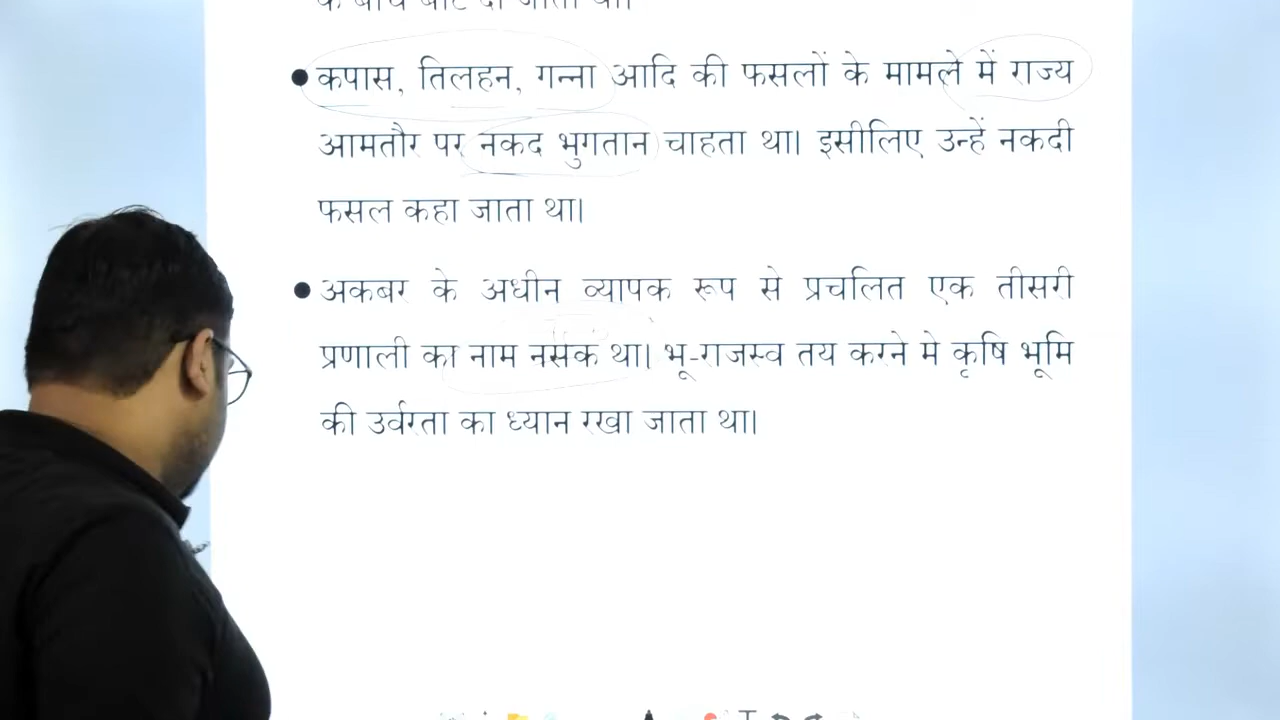 के बीच बाँट दी जाती थी।
● कपास, तिलहन, गन्ना आदि की फसलों के मामले में राज्य
आमतौर पर नकद भुगतान चाहता था। इसीलिए उन्हें नकदी
फसल कहा जाता था।
● अकबर के अधीन व्यापक रूप से प्रचलित एक तीसरी
प्रणाली का नाम नसक था। भू-राजस्व तय करने मे कृषि भूमि
की उर्वरता का ध्यान रखा जाता था।